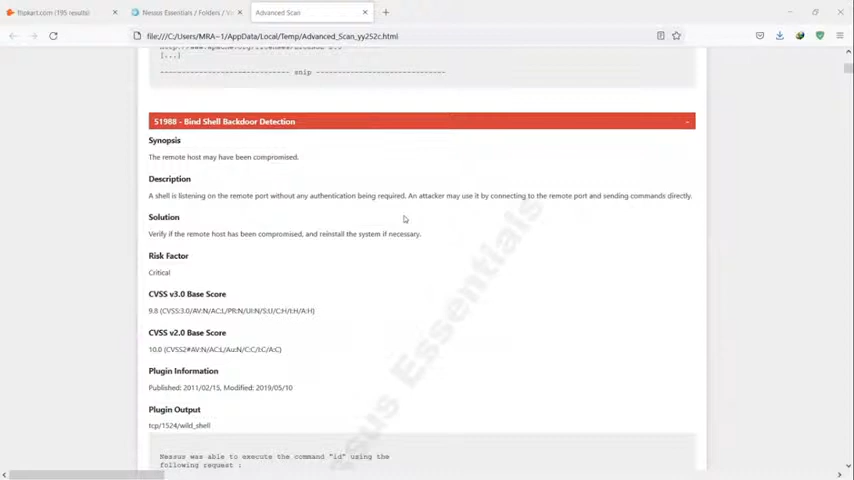 flipkart.com (195 results)
Nessus Essentials / Folders / Vi
Advanced Scan
file:///C:/Users/MRA~1/AppData/Local/Temp/Advanced_Scan_yy252c.html
[...]
------------------------------ snip ------------------------------
51988 - Bind Shell Backdoor Detection
-
Synopsis
The remote host may have been compromised.
Description
A shell is listening on the remote port without any authentication being required. An attacker may use it by connecting to the remote port and sending commands directly.
Solution
Verify if the remote host has been compromised, and reinstall the system if necessary.
Risk Factor
Critical
CVSS v3.0 Base Score
9.8 (CVSS:3.0/AV:N/AC:L/PR:N/UI:N/S:U/C:H/I:H/A:H)
CVSS v2.0 Base Score
10.0 (CVSS2#AV:N/AC:L/Au:N/C:C/I:C/A:C)
Plugin Information
Published: 2011/02/15, Modified: 2019/05/10
Plugin Output
tcp/1524/wild_shell
Nessus was able to execute the command "id" using the
following request :
ssus Essentials